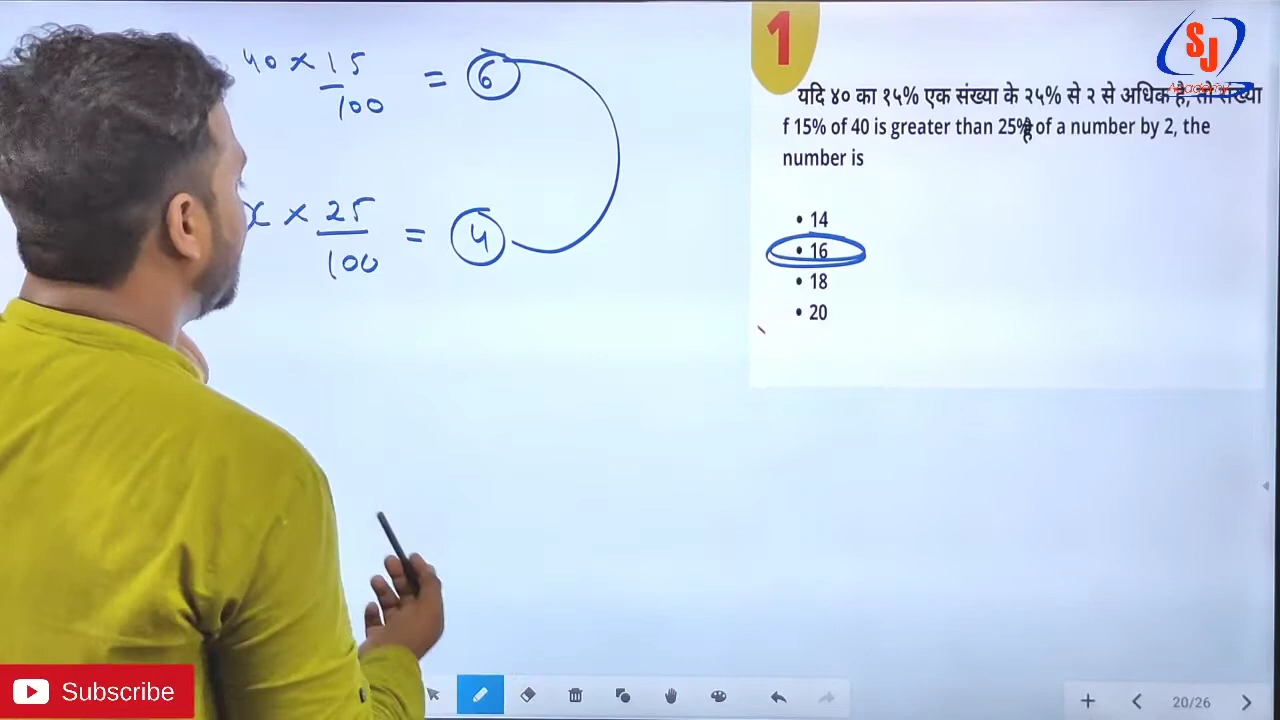 40 × 15/100 = 6
x × 25/100 = 4
1
SJ
Academy
यदि ४० का १५% एक संख्या के २५% से २ से अधिक है, तो संख्या
है
f 15% of 40 is greater than 25% of a number by 2, the
number is
• 14
• 16
• 18
• 20
Subscribe
20/26